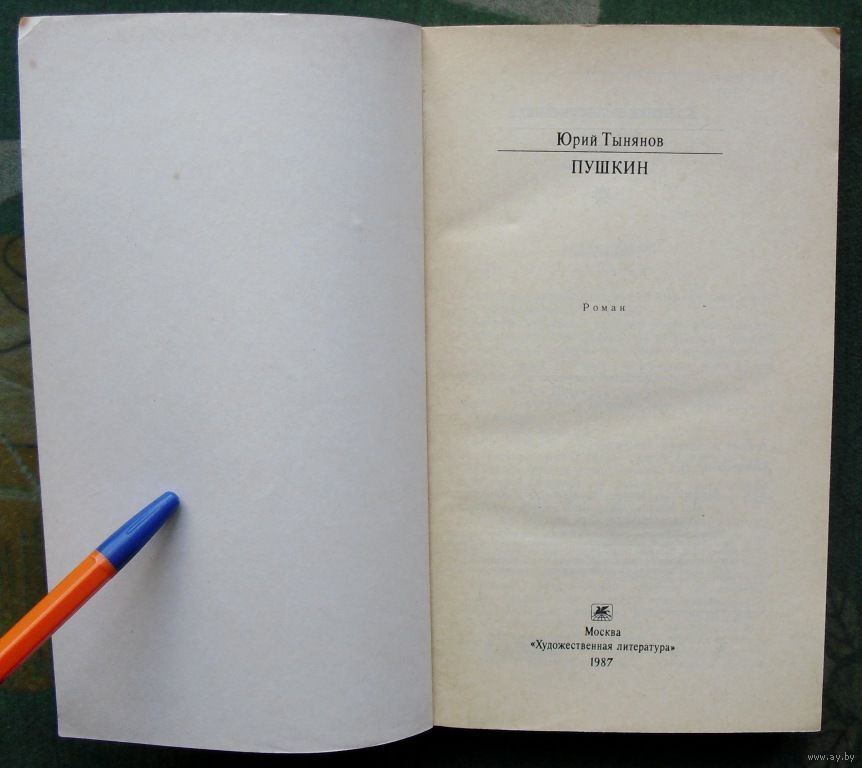 Юрий Тынянов
ПУШКИН
Роман
Москва
«Художественная литература»
1987
www.ay.by